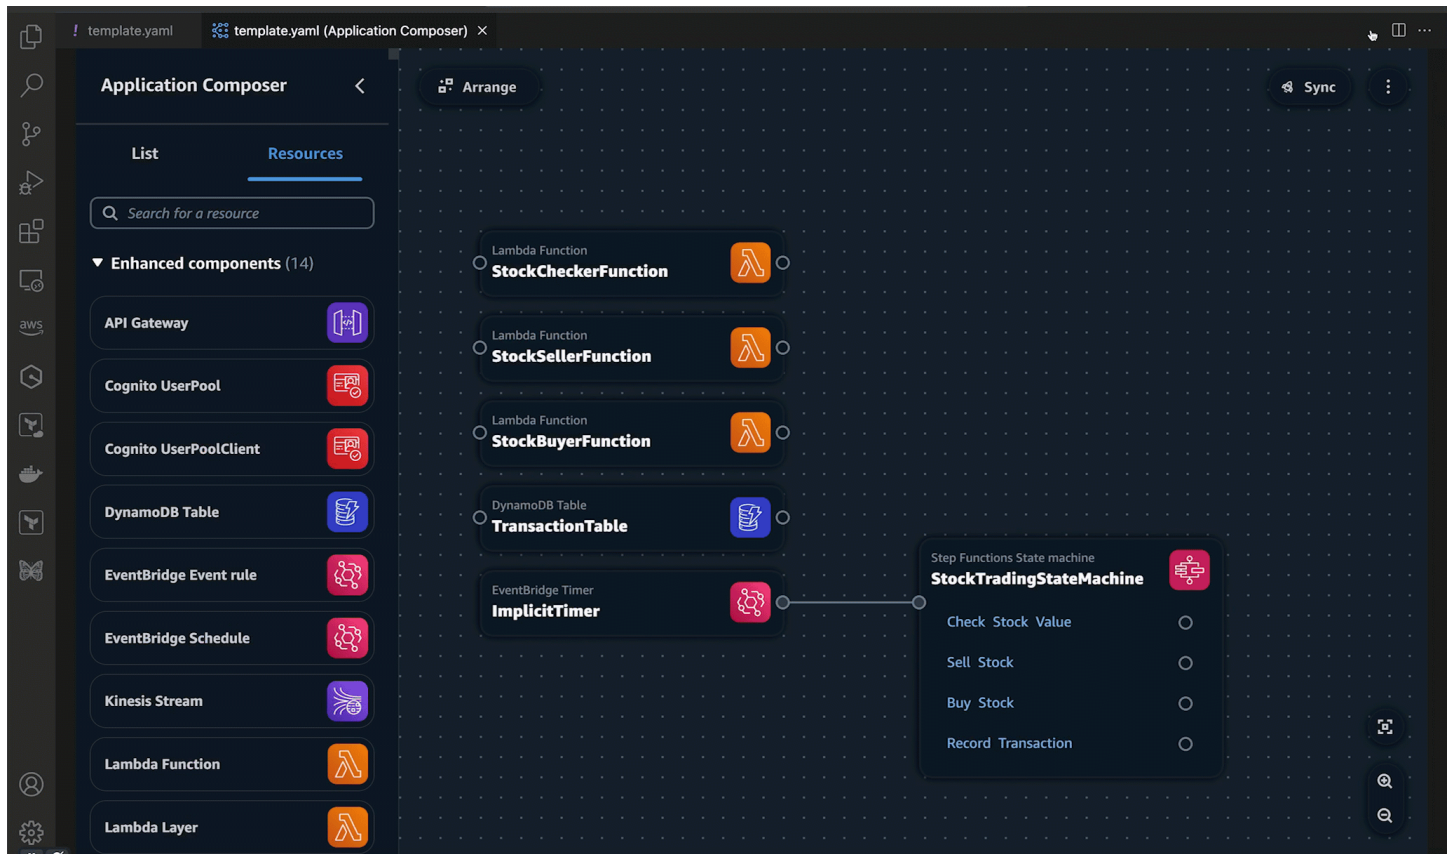 ! template.yaml
template.yaml (Application Composer)
Application Composer
List
Resources
Search for a resource
Enhanced components (14)
API Gateway
Cognito UserPool
Cognito UserPoolClient
DynamoDB Table
EventBridge Event rule
EventBridge Schedule
Kinesis Stream
Lambda Function
Lambda Layer
aws
Arrange
Sync
Lambda Function
StockCheckerFunction
Lambda Function
StockSellerFunction
Lambda Function
StockBuyerFunction
DynamoDB Table
TransactionTable
EventBridge Timer
ImplicitTimer
Step Functions State machine
StockTradingStateMachine
Check Stock Value
Sell Stock
Buy Stock
Record Transaction